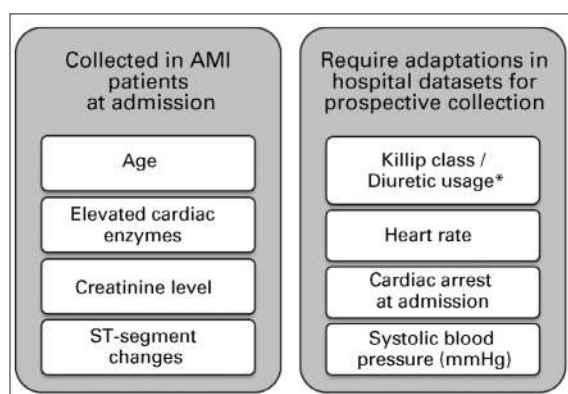 Collected in AMI
patients
at admission
Age
Elevated cardiac
enzymes
Creatinine level
ST-segment
changes
Require adaptations in
hospital datasets for
prospective collection
Killip class /
Diuretic usage*
Heart rate
Cardiac arrest
at admission
Systolic blood
pressure (mmHg)